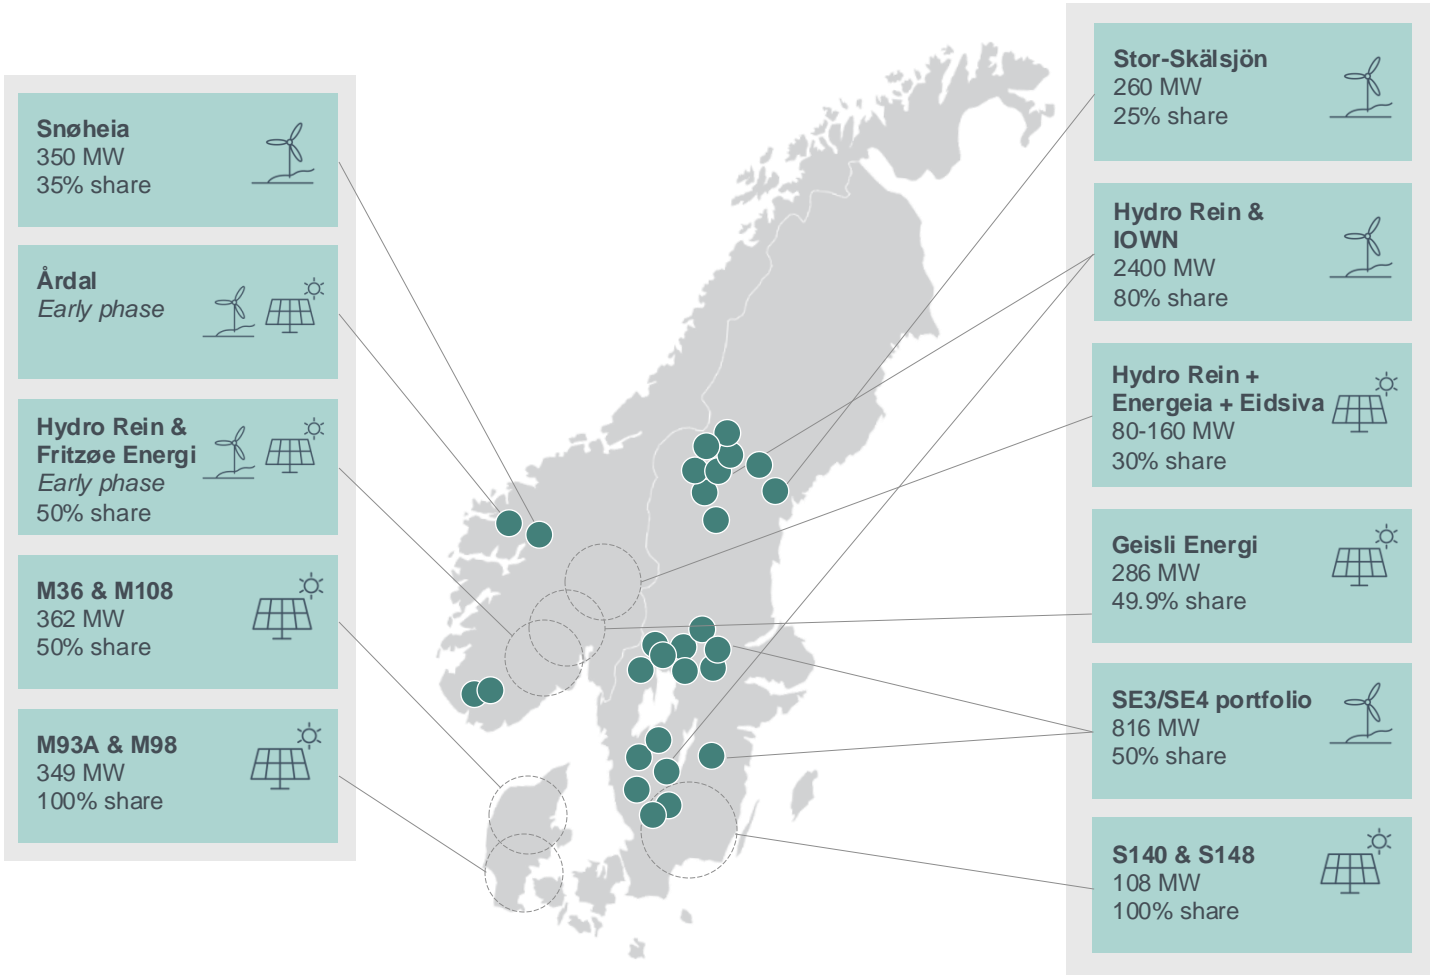 Snøheia
350 MW
35% share
Årdal
Early phase
Hydro Rein &
Fritzøe Energi
Early phase
50% share
M36 & M108
362 MW
50% share
M93A & M98
349 MW
100% share
Stor-Skälsjön
260 MW
25% share
Hydro Rein &
IOWN
2400 MW
80% share
Hydro Rein +
Energeia + Eidsiva
80-160 MW
30% share
Geisli Energi
286 MW
49.9% share
SE3/SE4 portfolio
816 MW
50% share
S140 & S148
108 MW
100% share